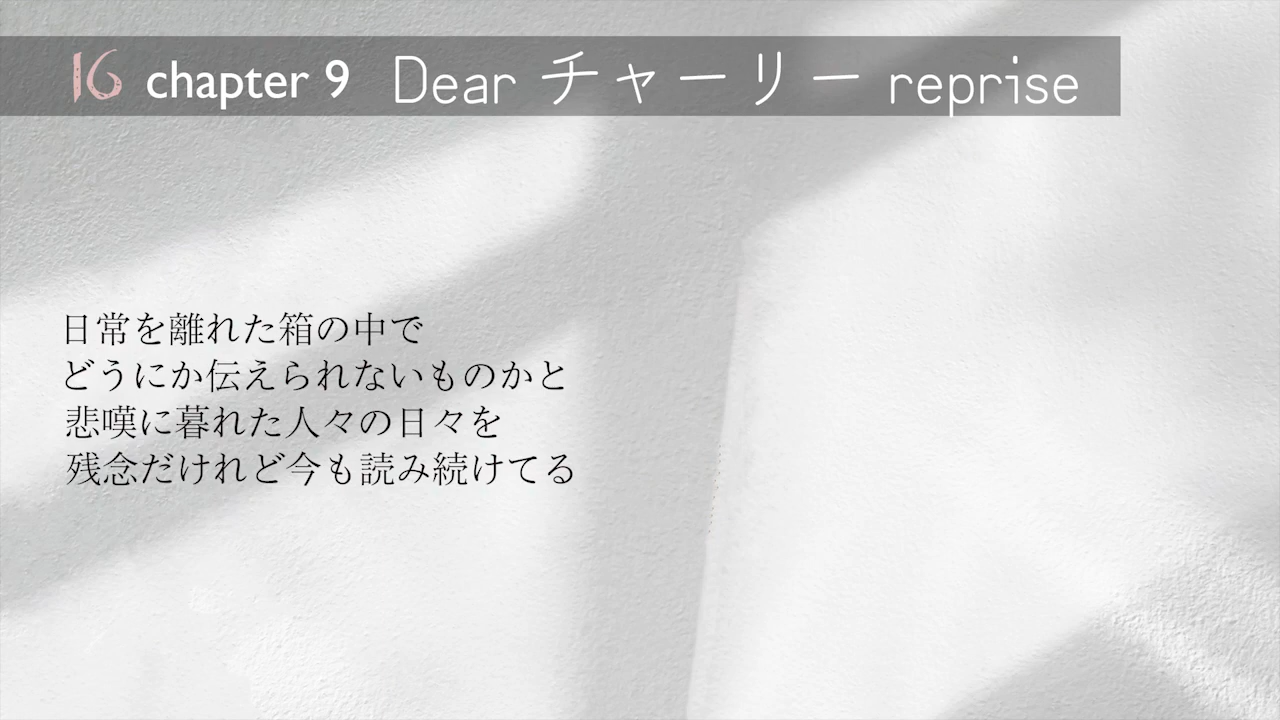 16 chapter 9 Dear チャーリー reprise
日常を離れた箱の中で
どうにか伝えられないものかと
悲嘆に暮れた人々の日々を
残念だけれど今も読み続けてる